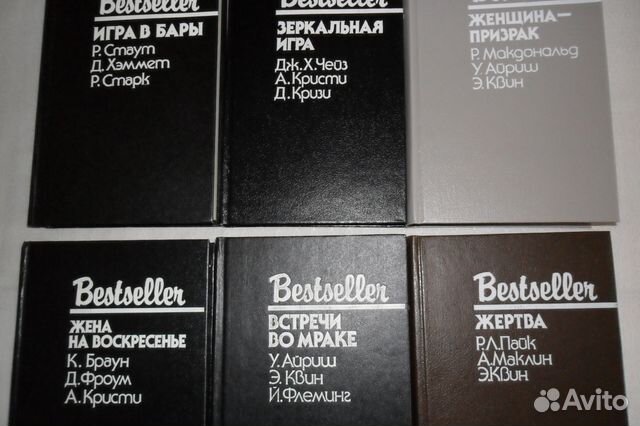 Bestseller
ИГРА В БАРЫ
Р. Стаут
Д. Хэммет
Р. Старк
Bestseller
ЗЕРКАЛЬНАЯ
ИГРА
Дж. Х. Чейз
А. Кристи
Д. Кризи
Bestseller
ЖЕНЩИНА—
ПРИЗРАК
Р. Макдональд
У. Айриш
Э. Квин
Bestseller
ЖЕНА
НА ВОСКРЕСЕНЬЕ
К. Браун
Д. Фроум
А. Кристи
Bestseller
ВСТРЕЧИ
ВО МРАКЕ
У. Айриш
Э. Квин
Й. Флеминг
Bestseller
ЖЕРТВА
Р.Л. Пайк
А. Маклин
Э. Квин
Avito